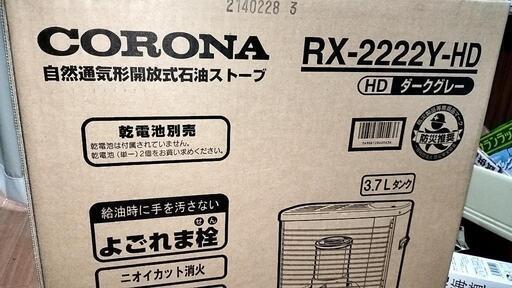 2140228 3
CORONA
RX-2222Y-HD
自然通気形開放式石油ストーブ
HD ダークグレー
乾電池別売
乾電池は付属されていません。
乾電池(単一)2個をお買い求めください。
防災推奨
3.7Lタンク
給油時に手を汚さない
せん
よごれま栓
ニオイカット消火